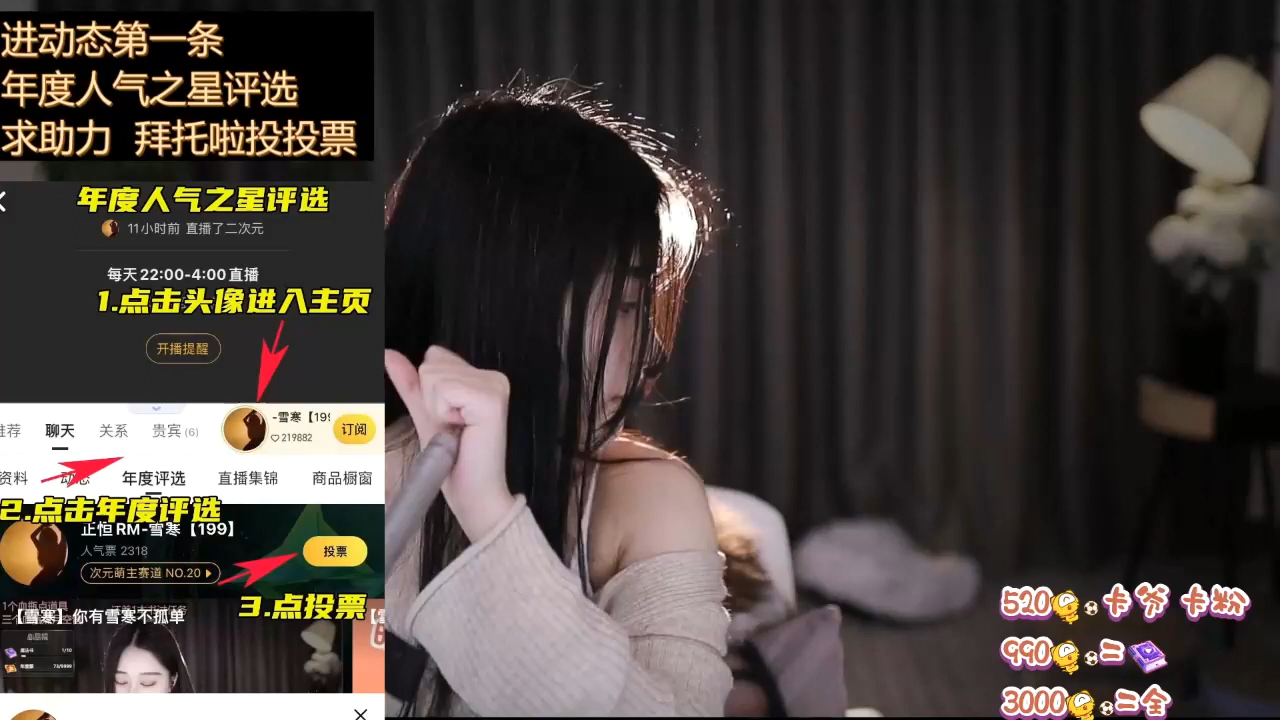 进动态第一条
年度人气之星评选
求助力 拜托啦投投票
年度人气之星评选
11小时前 直播了二次元
每天22:00-4:00直播
1.点击头像进入主页
开播提醒
推荐 聊天 关系 贵宾(6)
-雪寒【199
219882
订阅
资料 动态 年度评选 直播集锦 商品橱窗
2.点击年度评选
正恒RM-雪寒【199】
人气票 2318
投票
次元萌主赛道 NO.20
3.点投票
【雪寒】你有雪寒不孤单
520 卡爷 卡粉
990 二
3000 二全